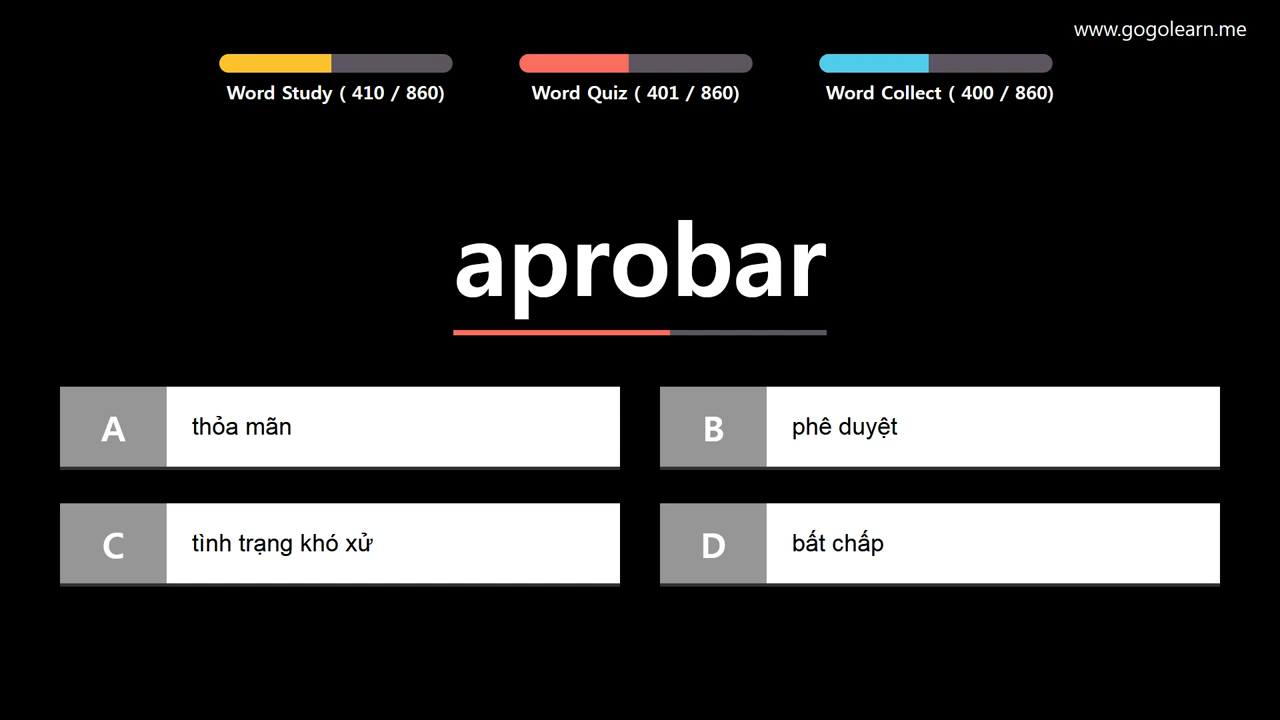 www.gogolearn.me
Word Study ( 410 / 860)
Word Quiz ( 401 / 860)
Word Collect ( 400 / 860)
aprobar
A
thỏa mãn
B
phê duyệt
C
tình trạng khó xử
D
bất chấp